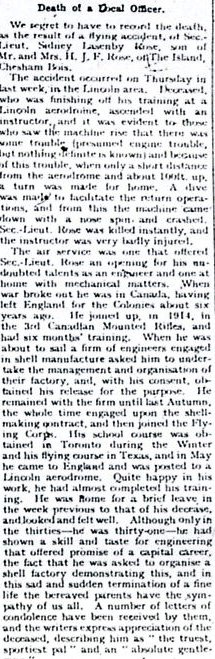 Death of a Local Officer.
We regret to have to record the death,
as the result of a flying accident, of Sec.-
Lieut. Sidney Lasenby Rose, son of
Mr. and Mrs. H. J. F. Rose, of The Island,
Chesham Bois.
The accident occurred on Thursday in
last week, in the Lincoln area. Deceased,
who was finishing off his training at a
Lincoln aerodrome, ascended with an
instructor, and it was evident to those
who saw the machine rise that there was
some trouble (presumed engine trouble,
but nothing definite is known) and because
of this trouble, when only a short distance
from the aerodrome and about 100ft. up,
a turn was made for home. A dive
was made to facilitate the return opera-
tions, and from this the machine came
down with a nose spin and crashed.
Sec.-Lieut. Rose was killed instantly, and
the instructor was very badly injured.
The air service was one that offered
Sec.-Lieut. Rose an opening for his un-
doubted talents as an engineer and one at
home with mechanical matters. When
war broke out he was in Canada, having
left England for the Colonies about six
years ago. He joined up, in 1914, in
the 3rd Canadian Mounted Rifles, and
had six months' training. When he was
about to sail a firm of engineers engaged
in shell manufacture asked him to under-
take the management and organisation of
their factory, and, with his consent, ob-
tained his release for the purpose. He
remained with the firm until last Autumn,
the whole time engaged upon the shell-
making contract, and then joined the Fly-
ing Corps. His school course was ob-
tained in Toronto during the Winter
and his flying course in Texas, and in May
he came to England and was posted to a
Lincoln aerodrome. Quite happy in his
work, he had almost completed his train-
ing. He was home for a brief leave in
the week previous to that of his decease,
and looked and felt well. Although only in
the thirties—he was thirty-one—he had
shown a skill and taste for engineering
that offered promise of a capital career,
the fact that he was asked to organise a
shell factory demonstrating this, and in
this sad and sudden termination of a fine
life the bereaved parents have the sym-
pathy of us all. A number of letters of
condolence have been received by them,
and the writers express appreciation of the
deceased, describing him as "the truest,
sportiest pal" and an "absolute gentle-